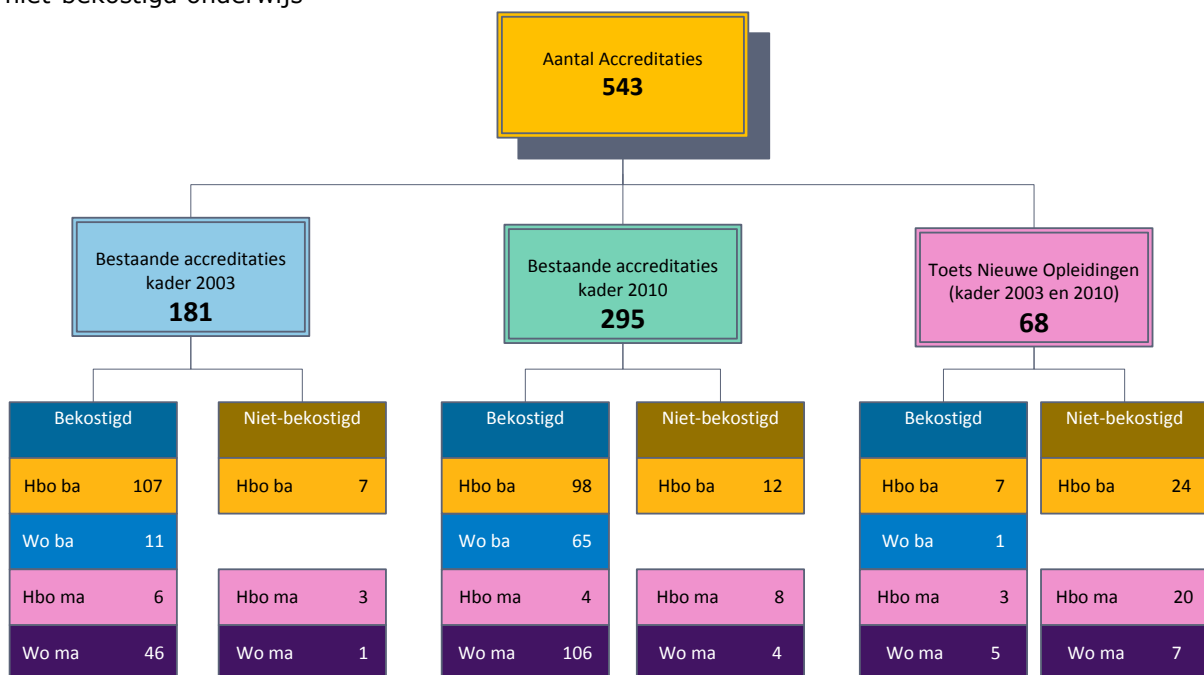 niet-bekostigd onderwijs
Aantal Accreditaties
543
Bestaande accreditaties
kader 2003
181
Bestaande accreditaties
kader 2010
295
Toets Nieuwe Opleidingen
(kader 2003 en 2010)
68
Bekostigd
Niet-bekostigd
Bekostigd
Niet-bekostigd
Bekostigd
Niet-bekostigd
Hbo ba 107
Hbo ba 7
Hbo ba 98
Hbo ba 12
Hbo ba 7
Hbo ba 24
Wo ba 11
Wo ba 65
Wo ba 1
Hbo ma 6
Hbo ma 3
Hbo ma 4
Hbo ma 8
Hbo ma 3
Hbo ma 20
Wo ma 46
Wo ma 1
Wo ma 106
Wo ma 4
Wo ma 5
Wo ma 7